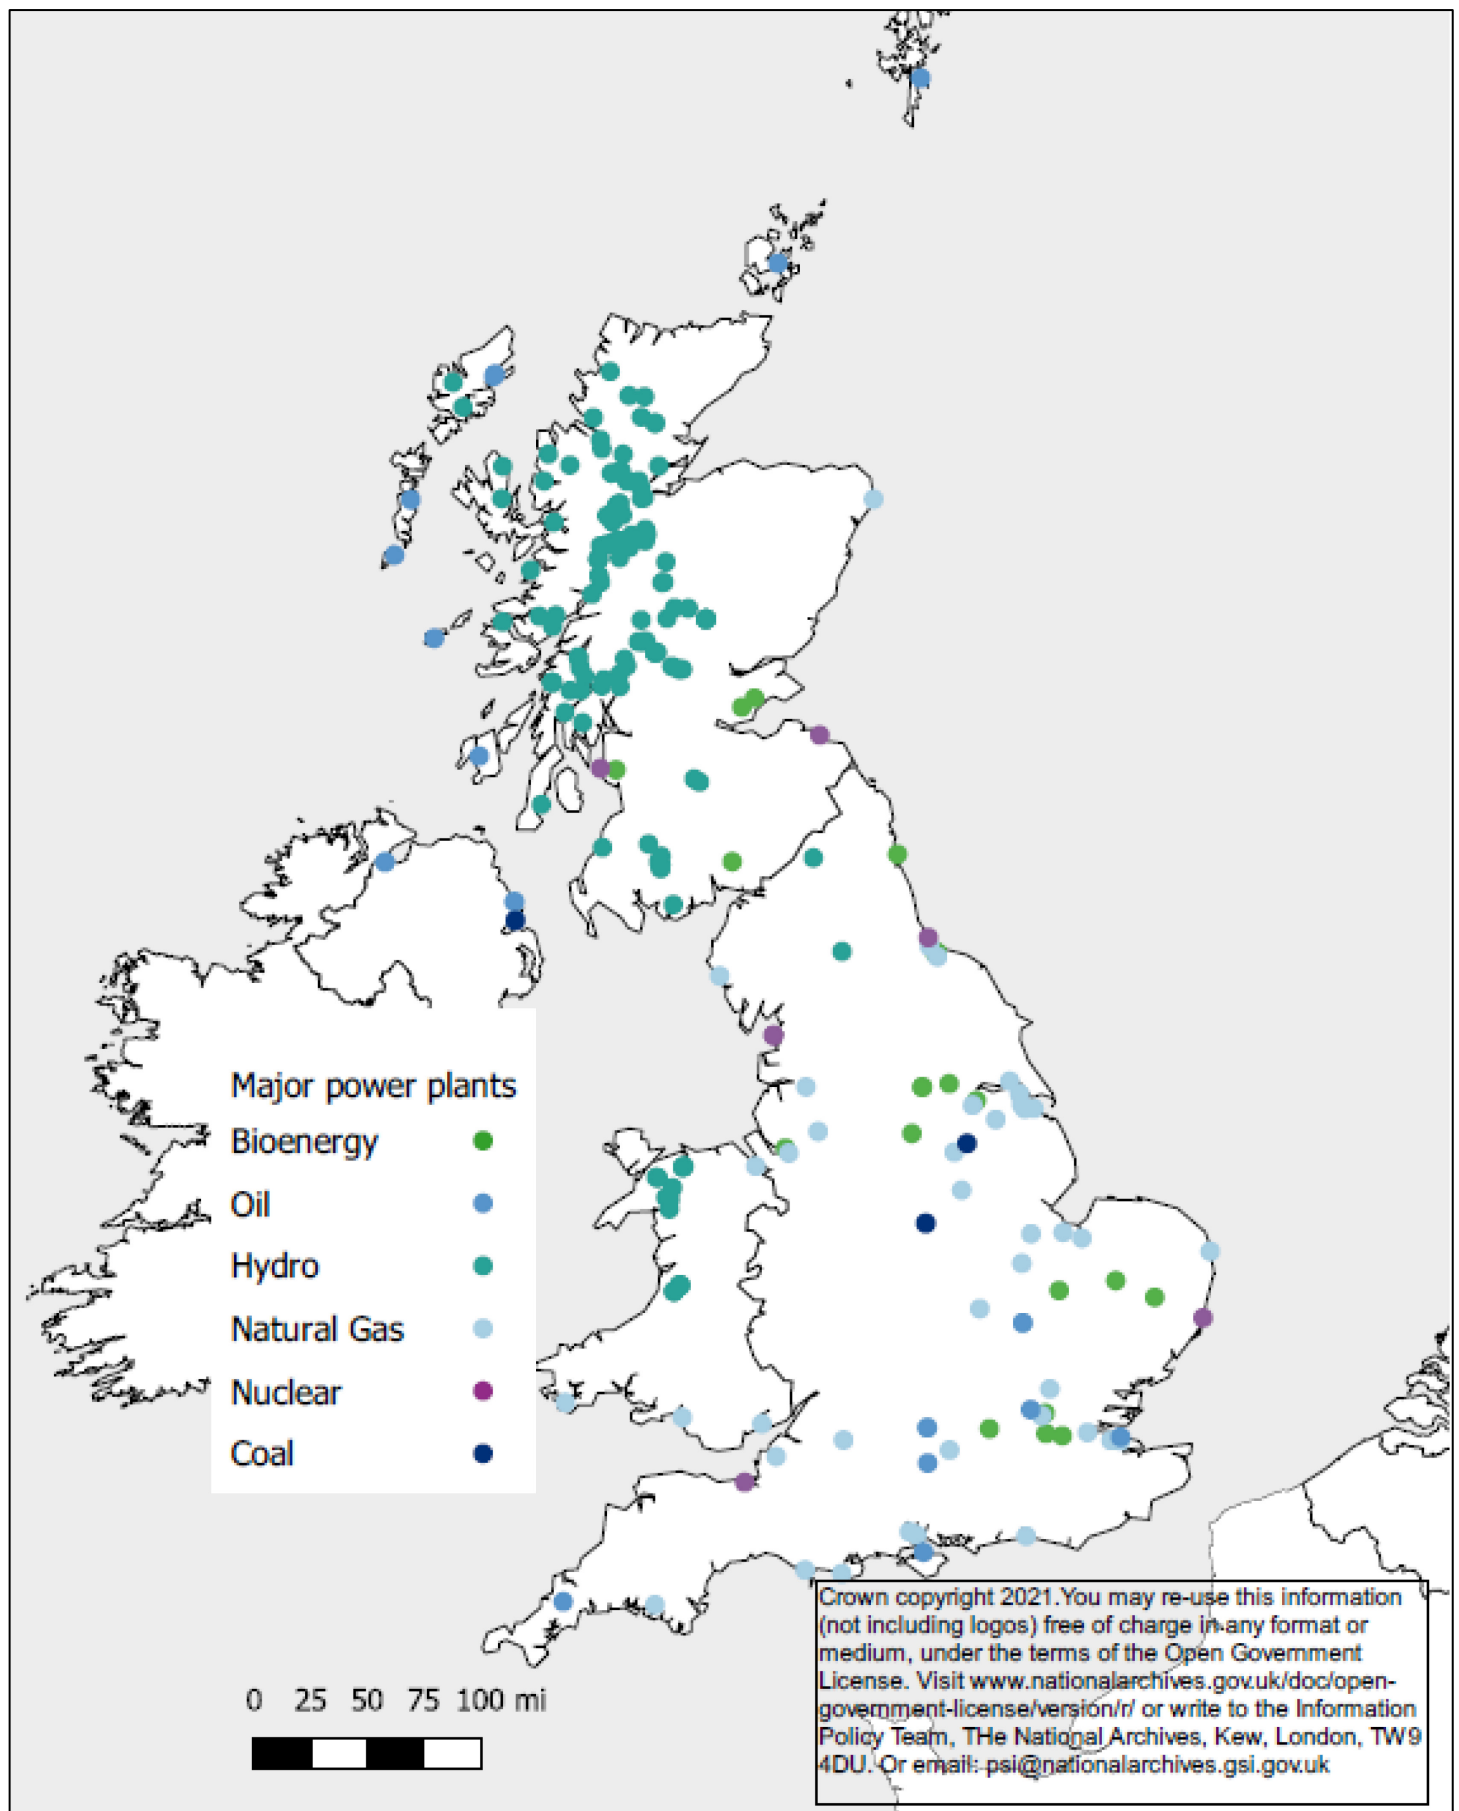 Major power plants
Bioenergy
Oil
Hydro
Natural Gas
Nuclear
Coal
0 25 50 75 100 mi
Crown copyright 2021.You may re-use this information
(not including logos) free of charge in any format or
medium, under the terms of the Open Government
License. Visit www.nationalarchives.gov.uk/doc/open-
government-license/version/r/ or write to the Information
Policy Team, THe National Archives, Kew, London, TW9
4DU. Or email: psi@nationalarchives.gsi.gov.uk